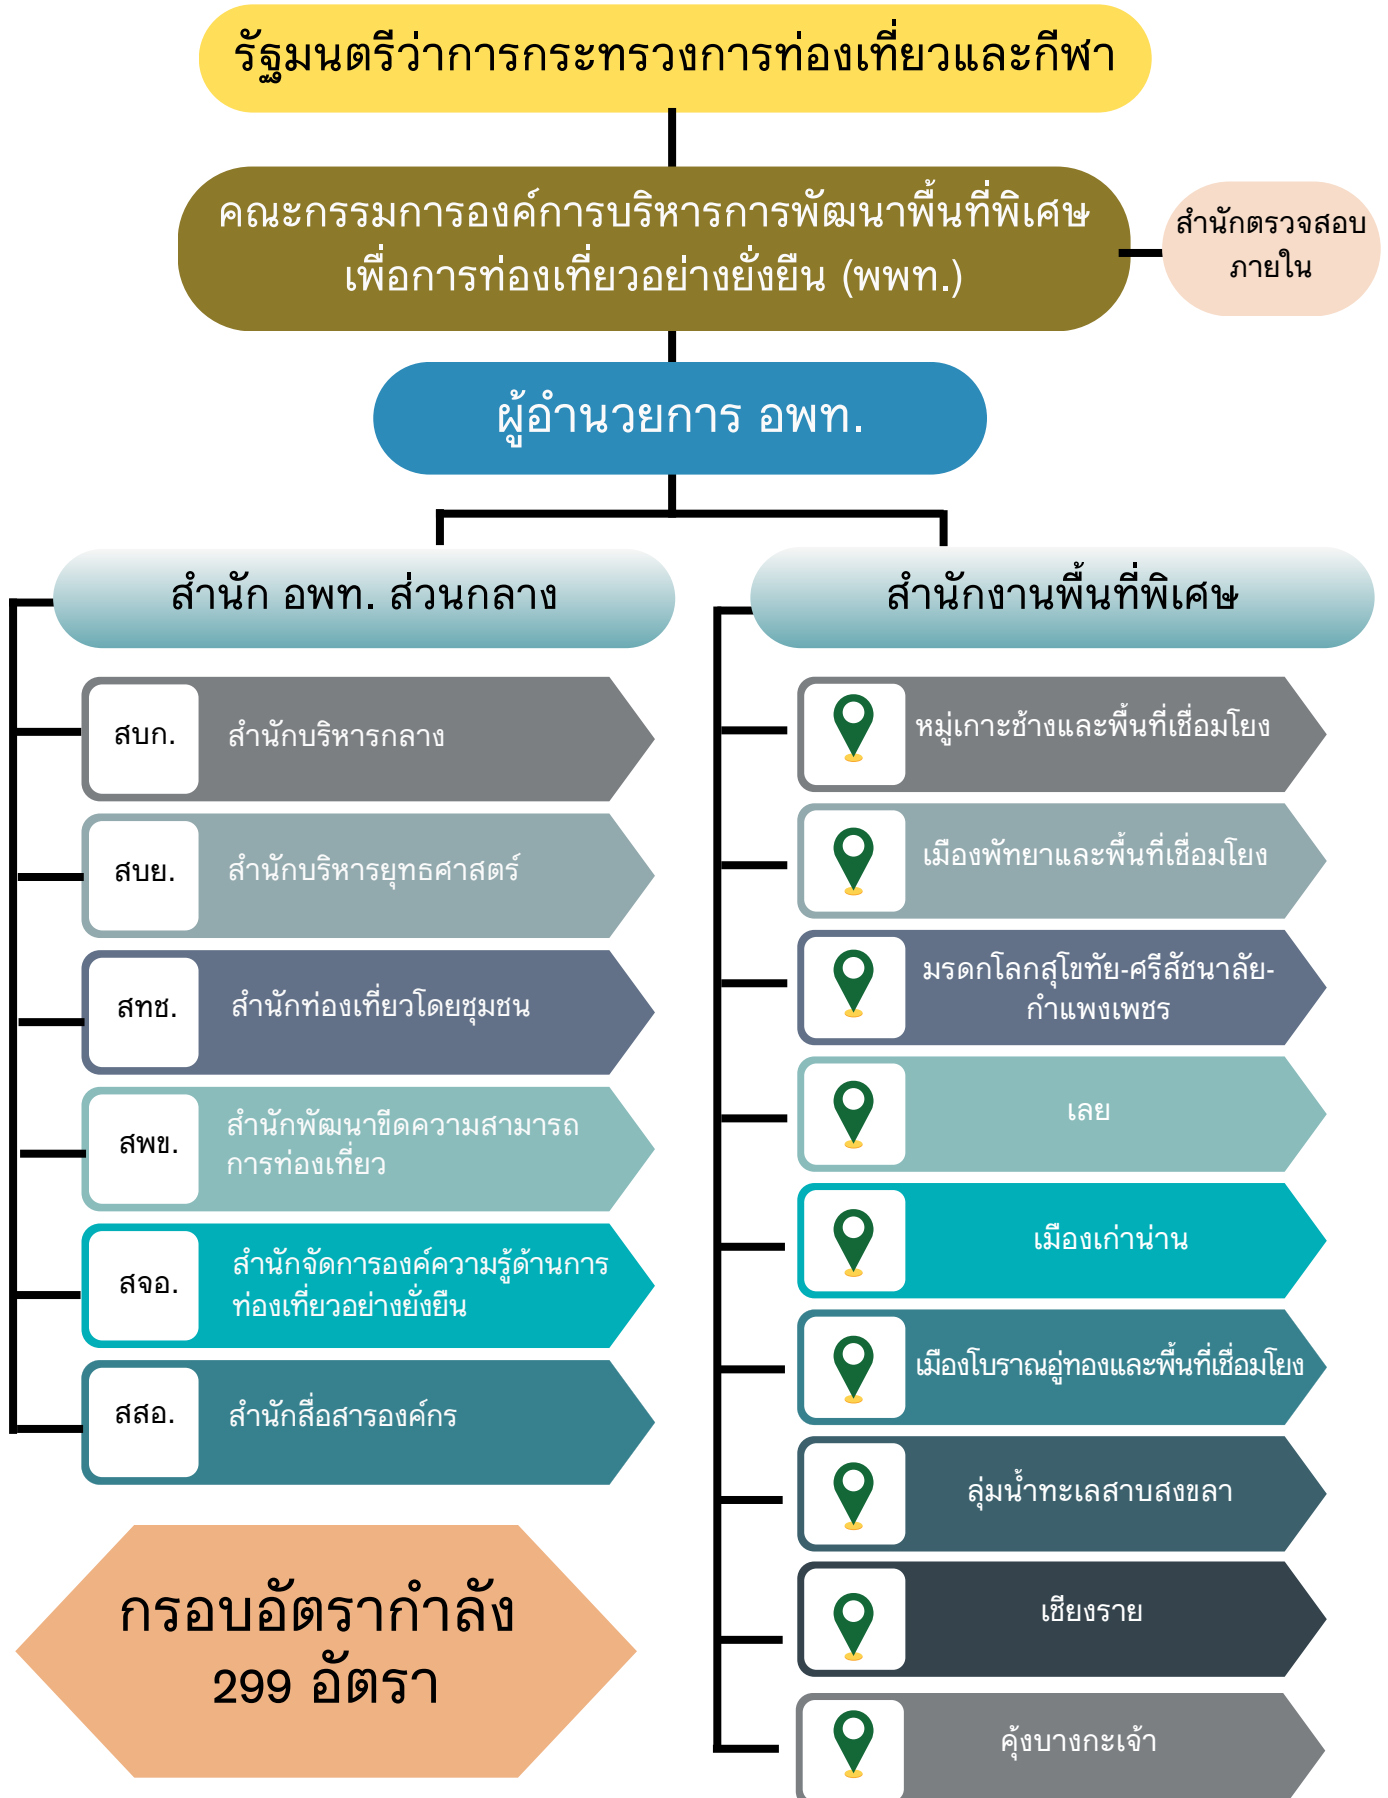 รัฐมนตรีว่าการกระทรวงการท่องเที่ยวและกีฬา
คณะกรรมการองค์การบริหารการพัฒนาพื้นที่พิเศษ
เพื่อการท่องเที่ยวอย่างยั่งยืน (พพท.)
สำนักตรวจสอบ
ภายใน
ผู้อำนวยการ อพท.
สำนัก อพท. ส่วนกลาง
สบก.
สำนักบริหารกลาง
สบย.
สำนักบริหารยุทธศาสตร์
สทช.
สำนักท่องเที่ยวโดยชุมชน
สพข.
สำนักพัฒนาขีดความสามารถ
การท่องเที่ยว
สจอ.
สำนักจัดการองค์ความรู้ด้านการ
ท่องเที่ยวอย่างยั่งยืน
สสอ.
สำนักสื่อสารองค์กร
กรอบอัตรากำลัง
299 อัตรา
สำนักงานพื้นที่พิเศษ
หมู่เกาะช้างและพื้นที่เชื่อมโยง
เมืองพัทยาและพื้นที่เชื่อมโยง
มรดกโลกสุโขทัย-ศรีสัชนาลัย-
กำแพงเพชร
เลย
เมืองเก่าน่าน
เมืองโบราณอู่ทองและพื้นที่เชื่อมโยง
ลุ่มน้ำทะเลสาบสงขลา
เชียงราย
คุ้งบางกะเจ้า